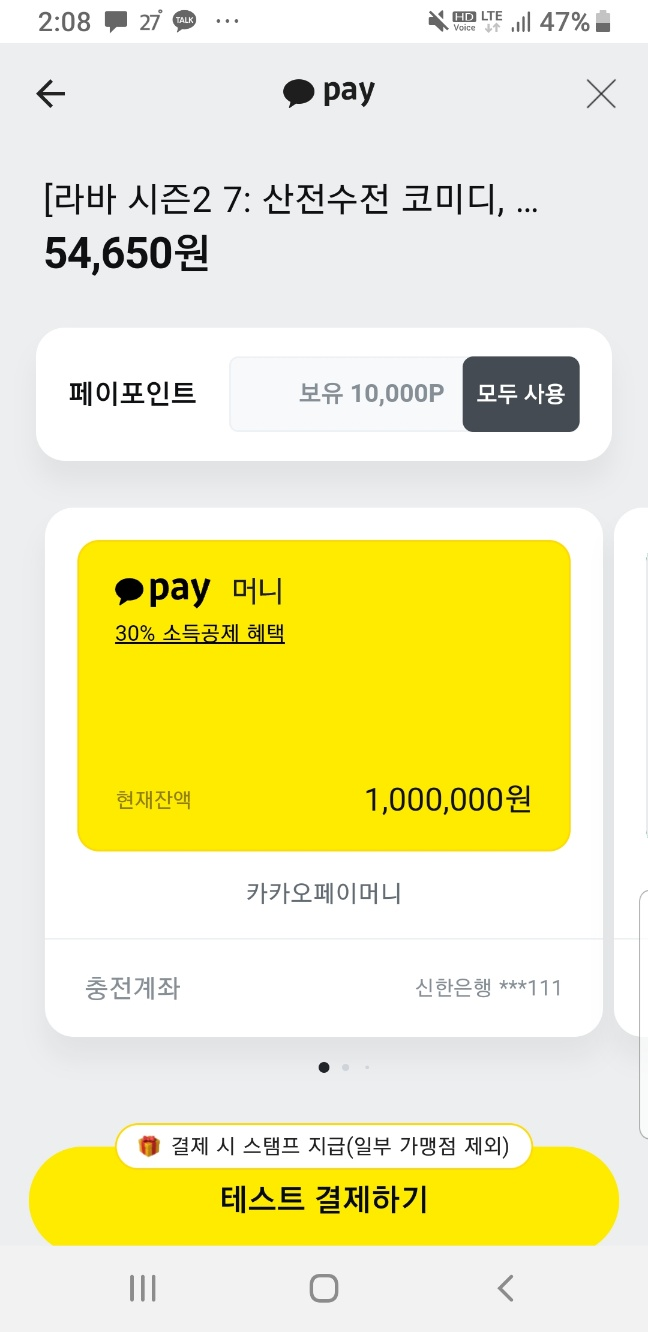 2:08 27° TALK ... HD Voice LTE 47%
pay
[라바 시즌2 7: 산전수전 코미디, ...
54,650원
페이포인트 보유 10,000P 모두 사용
pay 머니
30% 소득공제 혜택
현재잔액 1,000,000원
카카오페이머니
충전계좌 신한은행 ***111
결제 시 스탬프 지급(일부 가맹점 제외)
테스트 결제하기